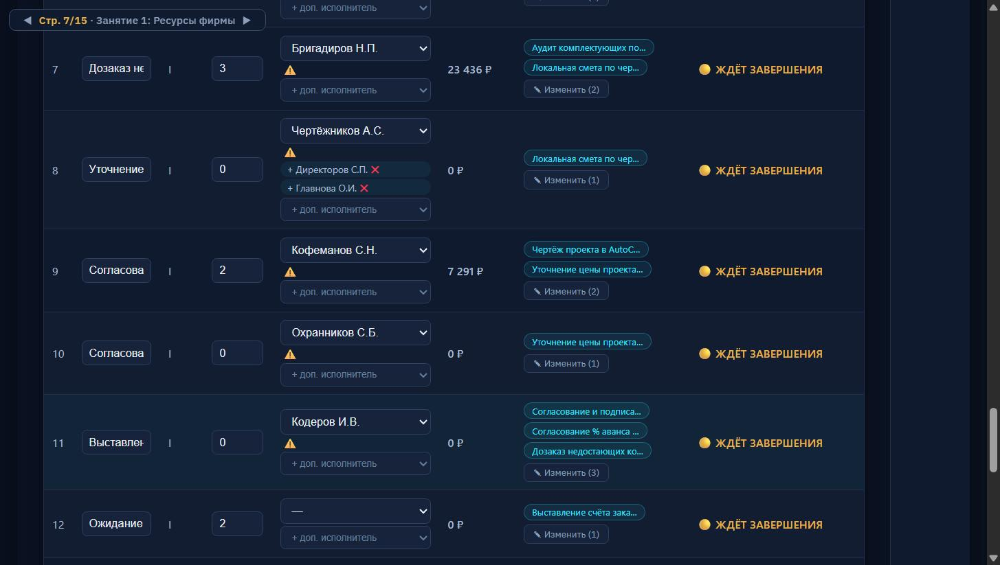 + доп. исполнитель
◀ Стр. 7/15 · Занятие 1: Ресурсы фирмы ▶
7
Дозаказ не
I
3
Бригадиров Н.П.
+ доп. исполнитель
23 436 ₽
Аудит комплектующих по...
Локальная смета по чер...
Изменить (2)
ЖДЁТ ЗАВЕРШЕНИЯ
8
Уточнение
I
0
Чертёжников А.С.
+ Директоров С.П. ❌
+ Главнова О.И. ❌
+ доп. исполнитель
0 ₽
Локальная смета по чер...
Изменить (1)
ЖДЁТ ЗАВЕРШЕНИЯ
9
Согласова
I
2
Кофеманов С.Н.
+ доп. исполнитель
7 291 ₽
Чертёж проекта в AutoC...
Уточнение цены проекта...
Изменить (2)
ЖДЁТ ЗАВЕРШЕНИЯ
10
Согласова
I
0
Охранников С.Б.
+ доп. исполнитель
0 ₽
Уточнение цены проекта...
Изменить (1)
ЖДЁТ ЗАВЕРШЕНИЯ
11
Выставлен
I
0
Кодеров И.В.
+ доп. исполнитель
0 ₽
Согласование и подписа...
Согласование % аванса ...
Дозаказ недостающих ко...
Изменить (3)
ЖДЁТ ЗАВЕРШЕНИЯ
12
Ожидание
I
2
—
+ доп. исполнитель
0 ₽
Выставление счёта зака...
Изменить (1)
ЖДЁТ ЗАВЕРШЕНИЯ